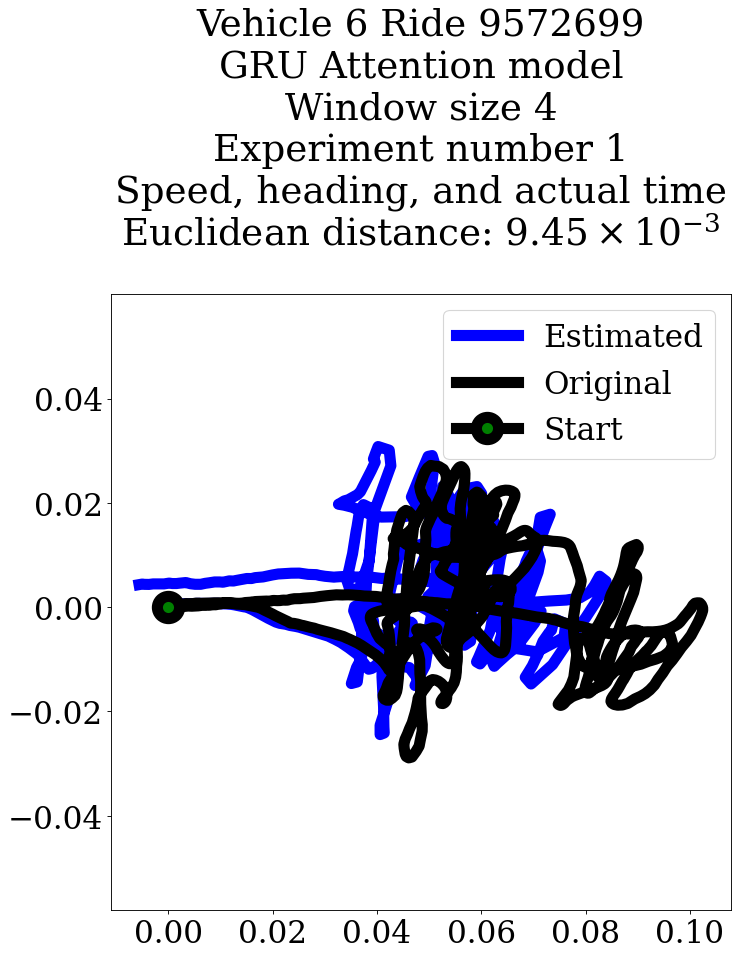 Vehicle 6 Ride 9572699
GRU Attention model
Window size 4
Experiment number 1
Speed, heading, and actual time
Euclidean distance: 9.45 × 10⁻³
Estimated
Original
Start
0.04
0.02
0.00
−0.02
−0.04
0.00 0.02 0.04 0.06 0.08 0.10